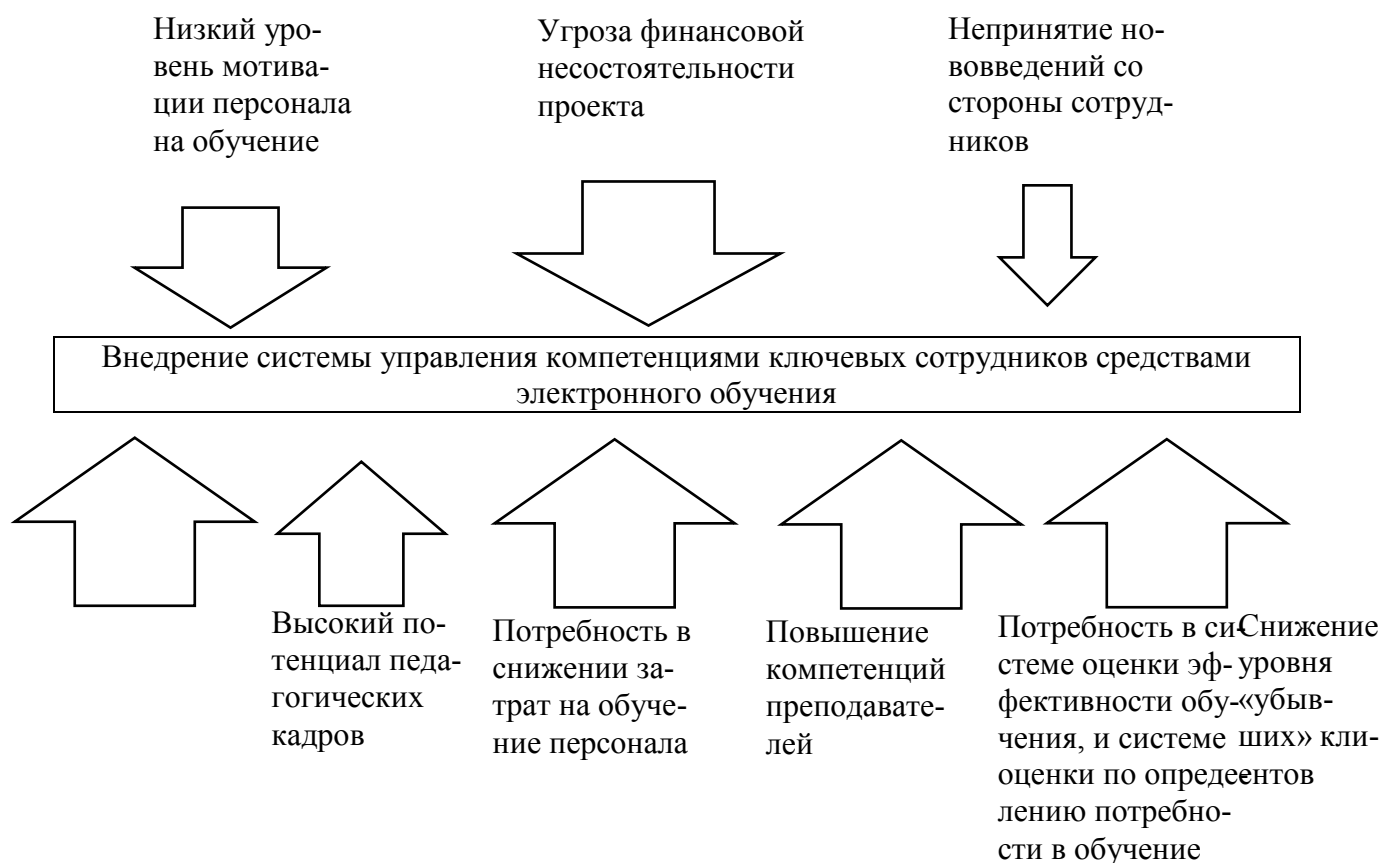 Низкий уро-
вень мотива-
ции персонала
на обучение
Угроза финансовой
несостоятельности
проекта
Непринятие но-
вовведений со
стороны сотруд-
ников
Внедрение системы управления компетенциями ключевых сотрудников средствами
электронного обучения
Высокий по-
тенциал педа-
гогических
кадров
Потребность в
снижении за-
трат на обуче-
ние персонала
Повышение
компетенций
преподавате-
лей
Потребность в си-
стеме оценки эф-
фективности обу-
чения, и системе
оценки по опреде-
лению потребно-
сти в обучение
Снижение
уровня
«убыв-
ших» кли-
ентов